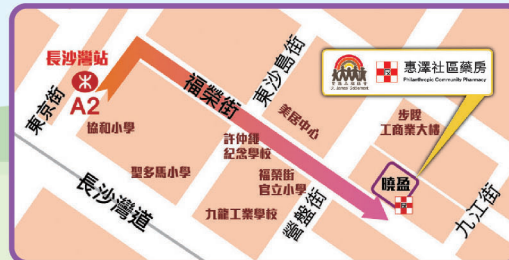 長沙灣站
A2
東京街
協和小學
聖多馬小學
長沙灣道
福榮街
東沙島街
美居中心
許仲繩
紀念學校
福榮街
官立小學
九龍工業學校
營盤街
步陞
工商業大樓
曉盈
九江街
St. James' Settlement
惠澤社區藥房
Philanthropic Community Pharmacy